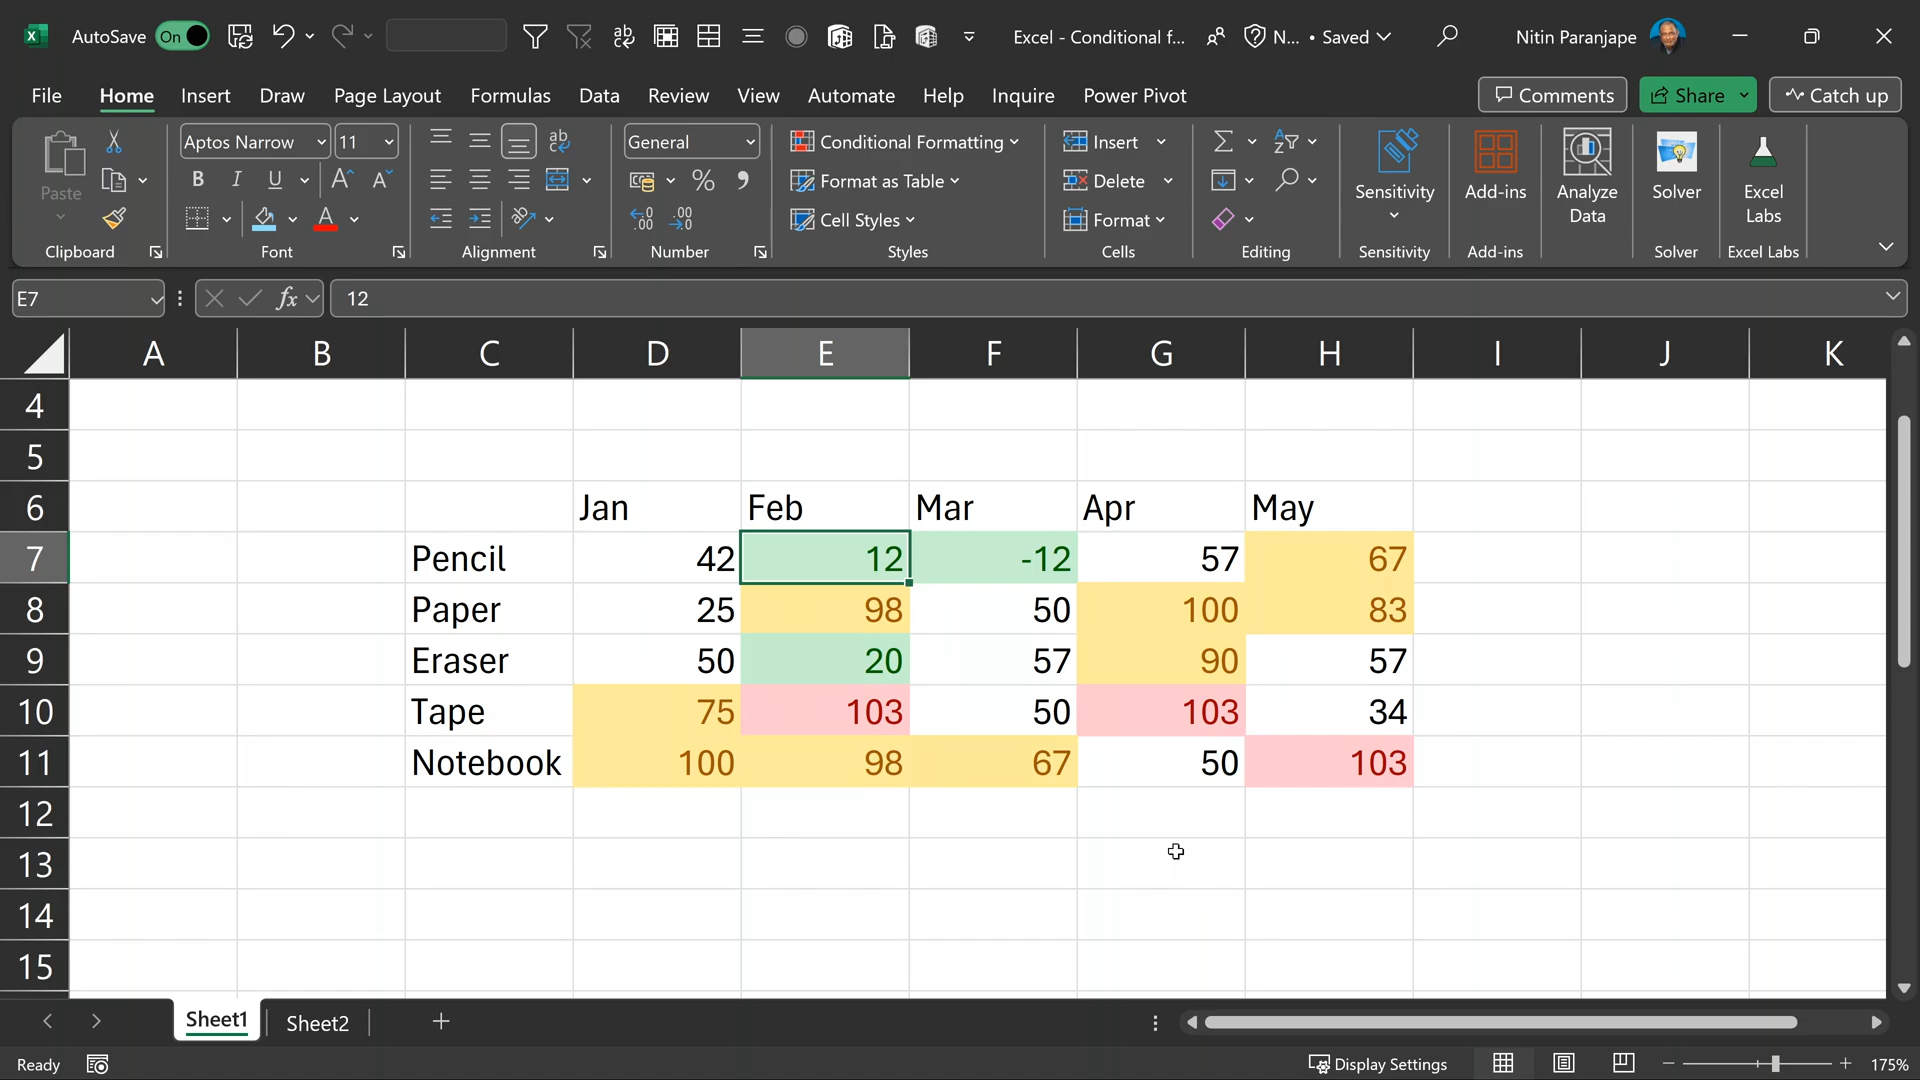 AutoSave On Excel - Conditional f... N... • Saved Nitin Paranjape
File Home Insert Draw Page Layout Formulas Data Review View Automate Help Inquire Power Pivot Comments Share Catch up
Paste
Clipboard
Aptos Narrow 11
B I U A A
A
Font
ab
Alignment
General
% 9
.00
Number
Conditional Formatting
Format as Table
Cell Styles
Styles
Insert
Delete
Format
Cells
Editing
Sensitivity
Sensitivity
Add-ins
Add-ins
Analyze
Data
Solver
Solver
Excel
Labs
Excel Labs
E7 fx 12
A B C D E F G H I J K
4
5
6 Jan Feb Mar Apr May
7 Pencil 42 12 -12 57 67
8 Paper 25 98 50 100 83
9 Eraser 50 20 57 90 57
10 Tape 75 103 50 103 34
11 Notebook 100 98 67 50 103
12
13
14
15
Sheet1 Sheet2
Ready Display Settings 175%